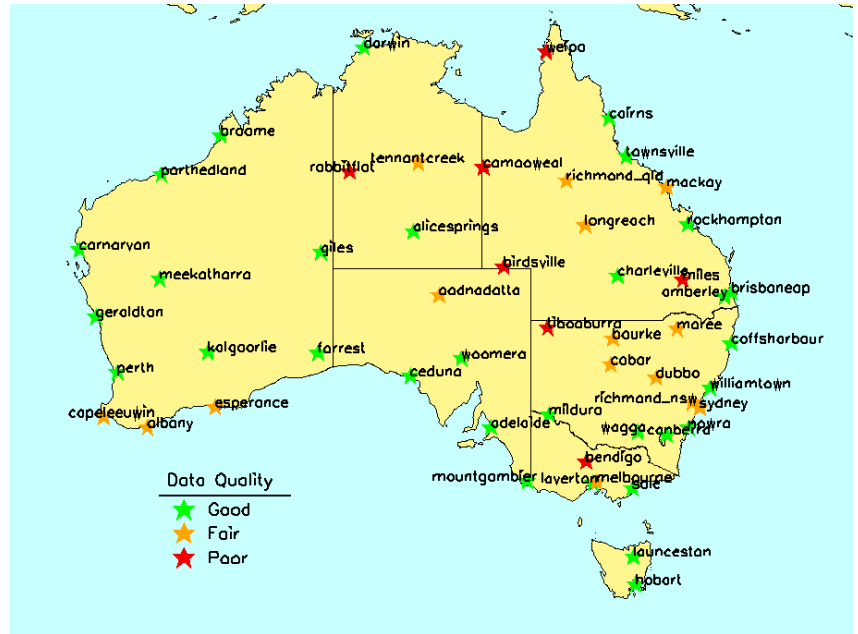 darwin
weipa
cairns
broome
townsville
tennantcreek
camooweal
rabbitflat
porthedland
richmond_qld
mackay
longreach
rockhampton
alicesprings
carnarvon
giles
birdsville
meekatharra
charleville
miles
oodnadatta
amberley
brisbaneap
geraldton
tibooburra
moree
bourke
coffsharbour
kalgoorlie
forrest
woomera
cobar
perth
ceduna
dubbo
williamtown
richmond_nsw
esperance
sydney
capeleeuwin
albany
mildura
adelaide
wagga
canberra
nowra
bendigo
mountgambier
laverton
melbourne
sale
Data Quality
Good
Fair
Poor
launceston
hobart